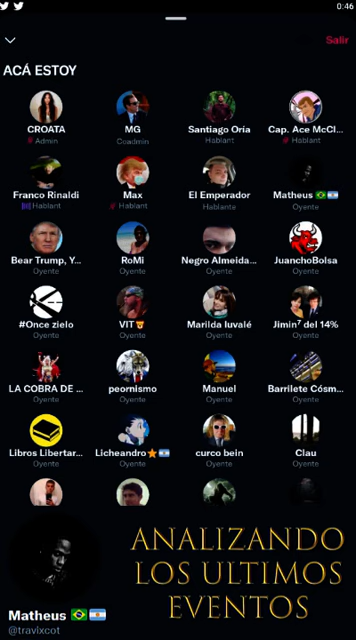 0:46
Salir
ACÁ ESTOY
CROATA MG Santiago Oria Cap. Ace McCl...
Admin Coadmin Hablant Hablant
Franco Rinaldi Max El Emperador Matheus 🇧🇷🇦🇷
Hablant Hablant Hablante Oyente
Bear Trump, Y... RoMi Negro Almeida... JuanchoBolsa
Oyente Oyente Oyente Oyente
#Once zielo VIT🦁 Marilda Iuvalé Jimin⁷ del 14%
Oyente Oyente Oyente Oyente
LA COBRA DE ... peornismo Manuel Barrilete Cósm...
Oyente Oyente Oyente Oyente
Libros Libertar... Licheandro⭐🇦🇷 curco bein Clau
Oyente Oyente Oyente Oyente
ANALIZANDO
LOS ULTIMOS
EVENTOS
Matheus 🇧🇷🇦🇷
@travixcot